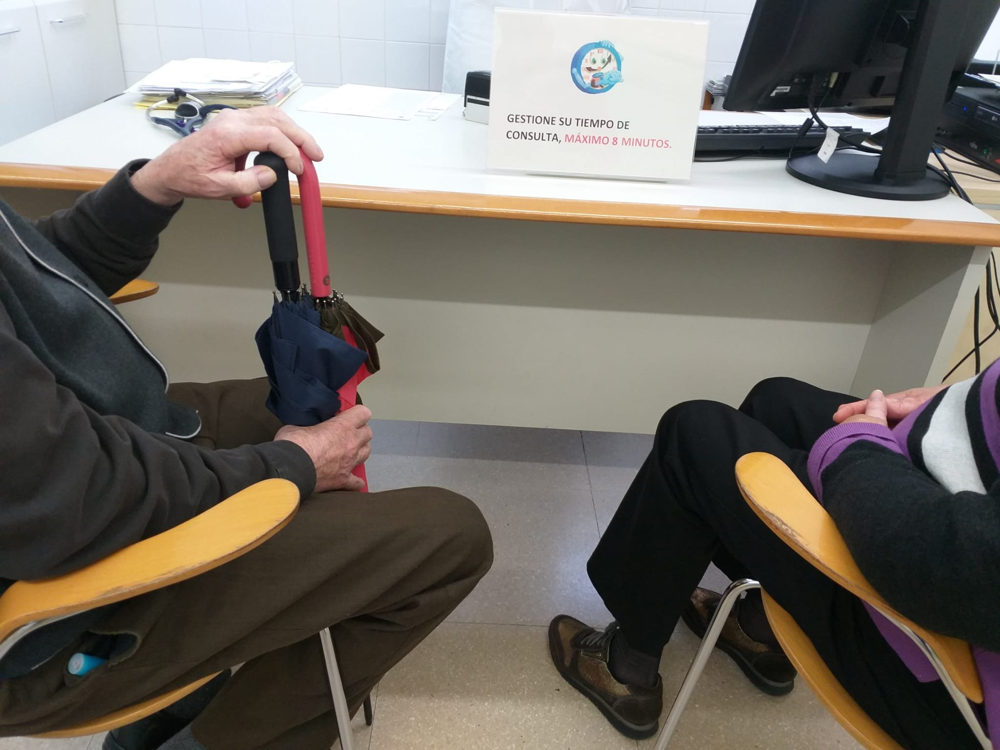 GESTIONE SU TIEMPO DE
CONSULTA, MÁXIMO 8 MINUTOS.